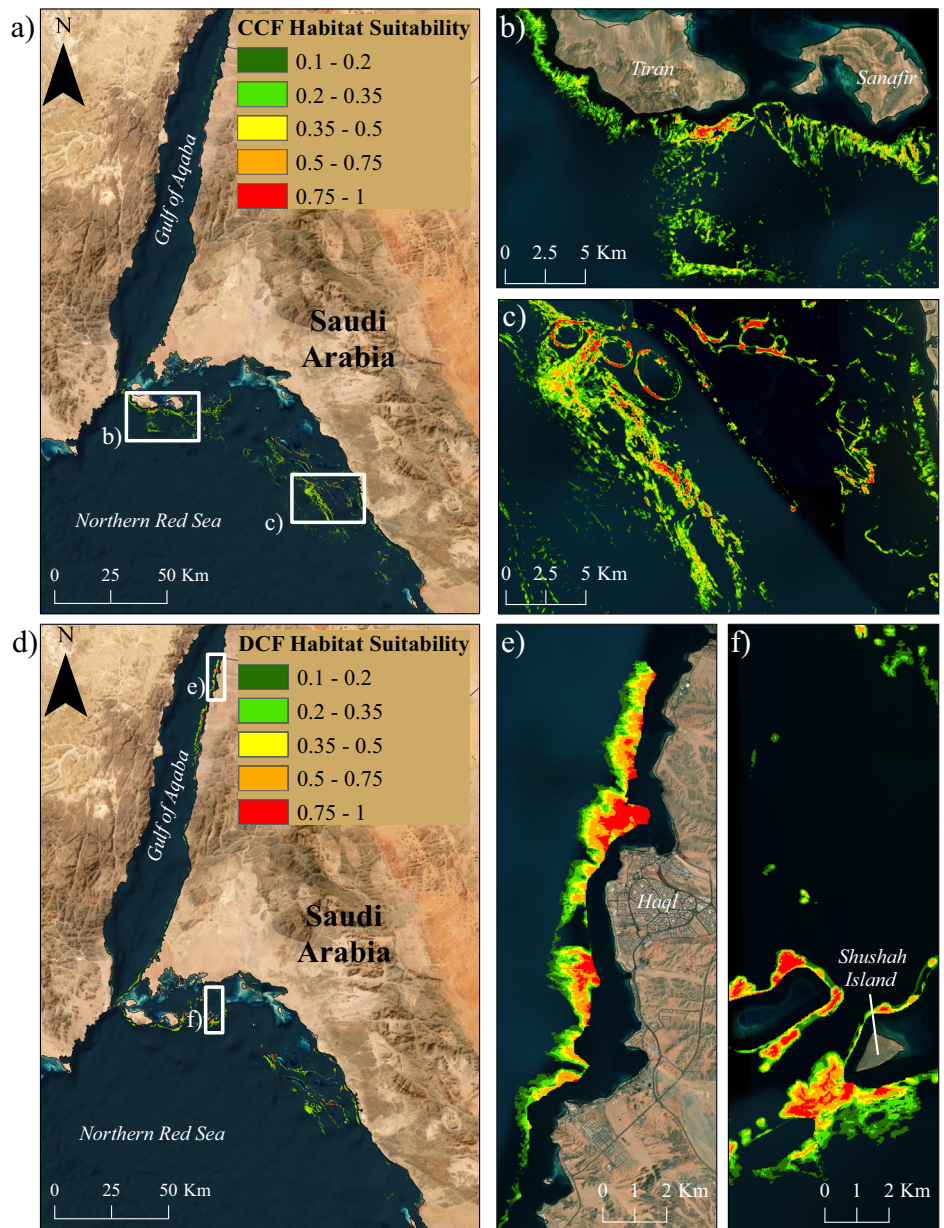 a)
N
CCF Habitat Suitability
0.1 - 0.2
0.2 - 0.35
0.35 - 0.5
0.5 - 0.75
0.75 - 1
Gulf of Aqaba
Saudi
Arabia
b)
c)
Northern Red Sea
0 25 50 Km
b)
Tiran
Sanafir
0 2.5 5 Km
c)
0 2.5 5 Km
d)
N
DCF Habitat Suitability
0.1 - 0.2
0.2 - 0.35
0.35 - 0.5
0.5 - 0.75
0.75 - 1
e)
Gulf of Aqaba
Saudi
Arabia
f)
Northern Red Sea
0 25 50 Km
e)
Haql
0 1 2 Km
f)
Shushah
Island
0 1 2 Km